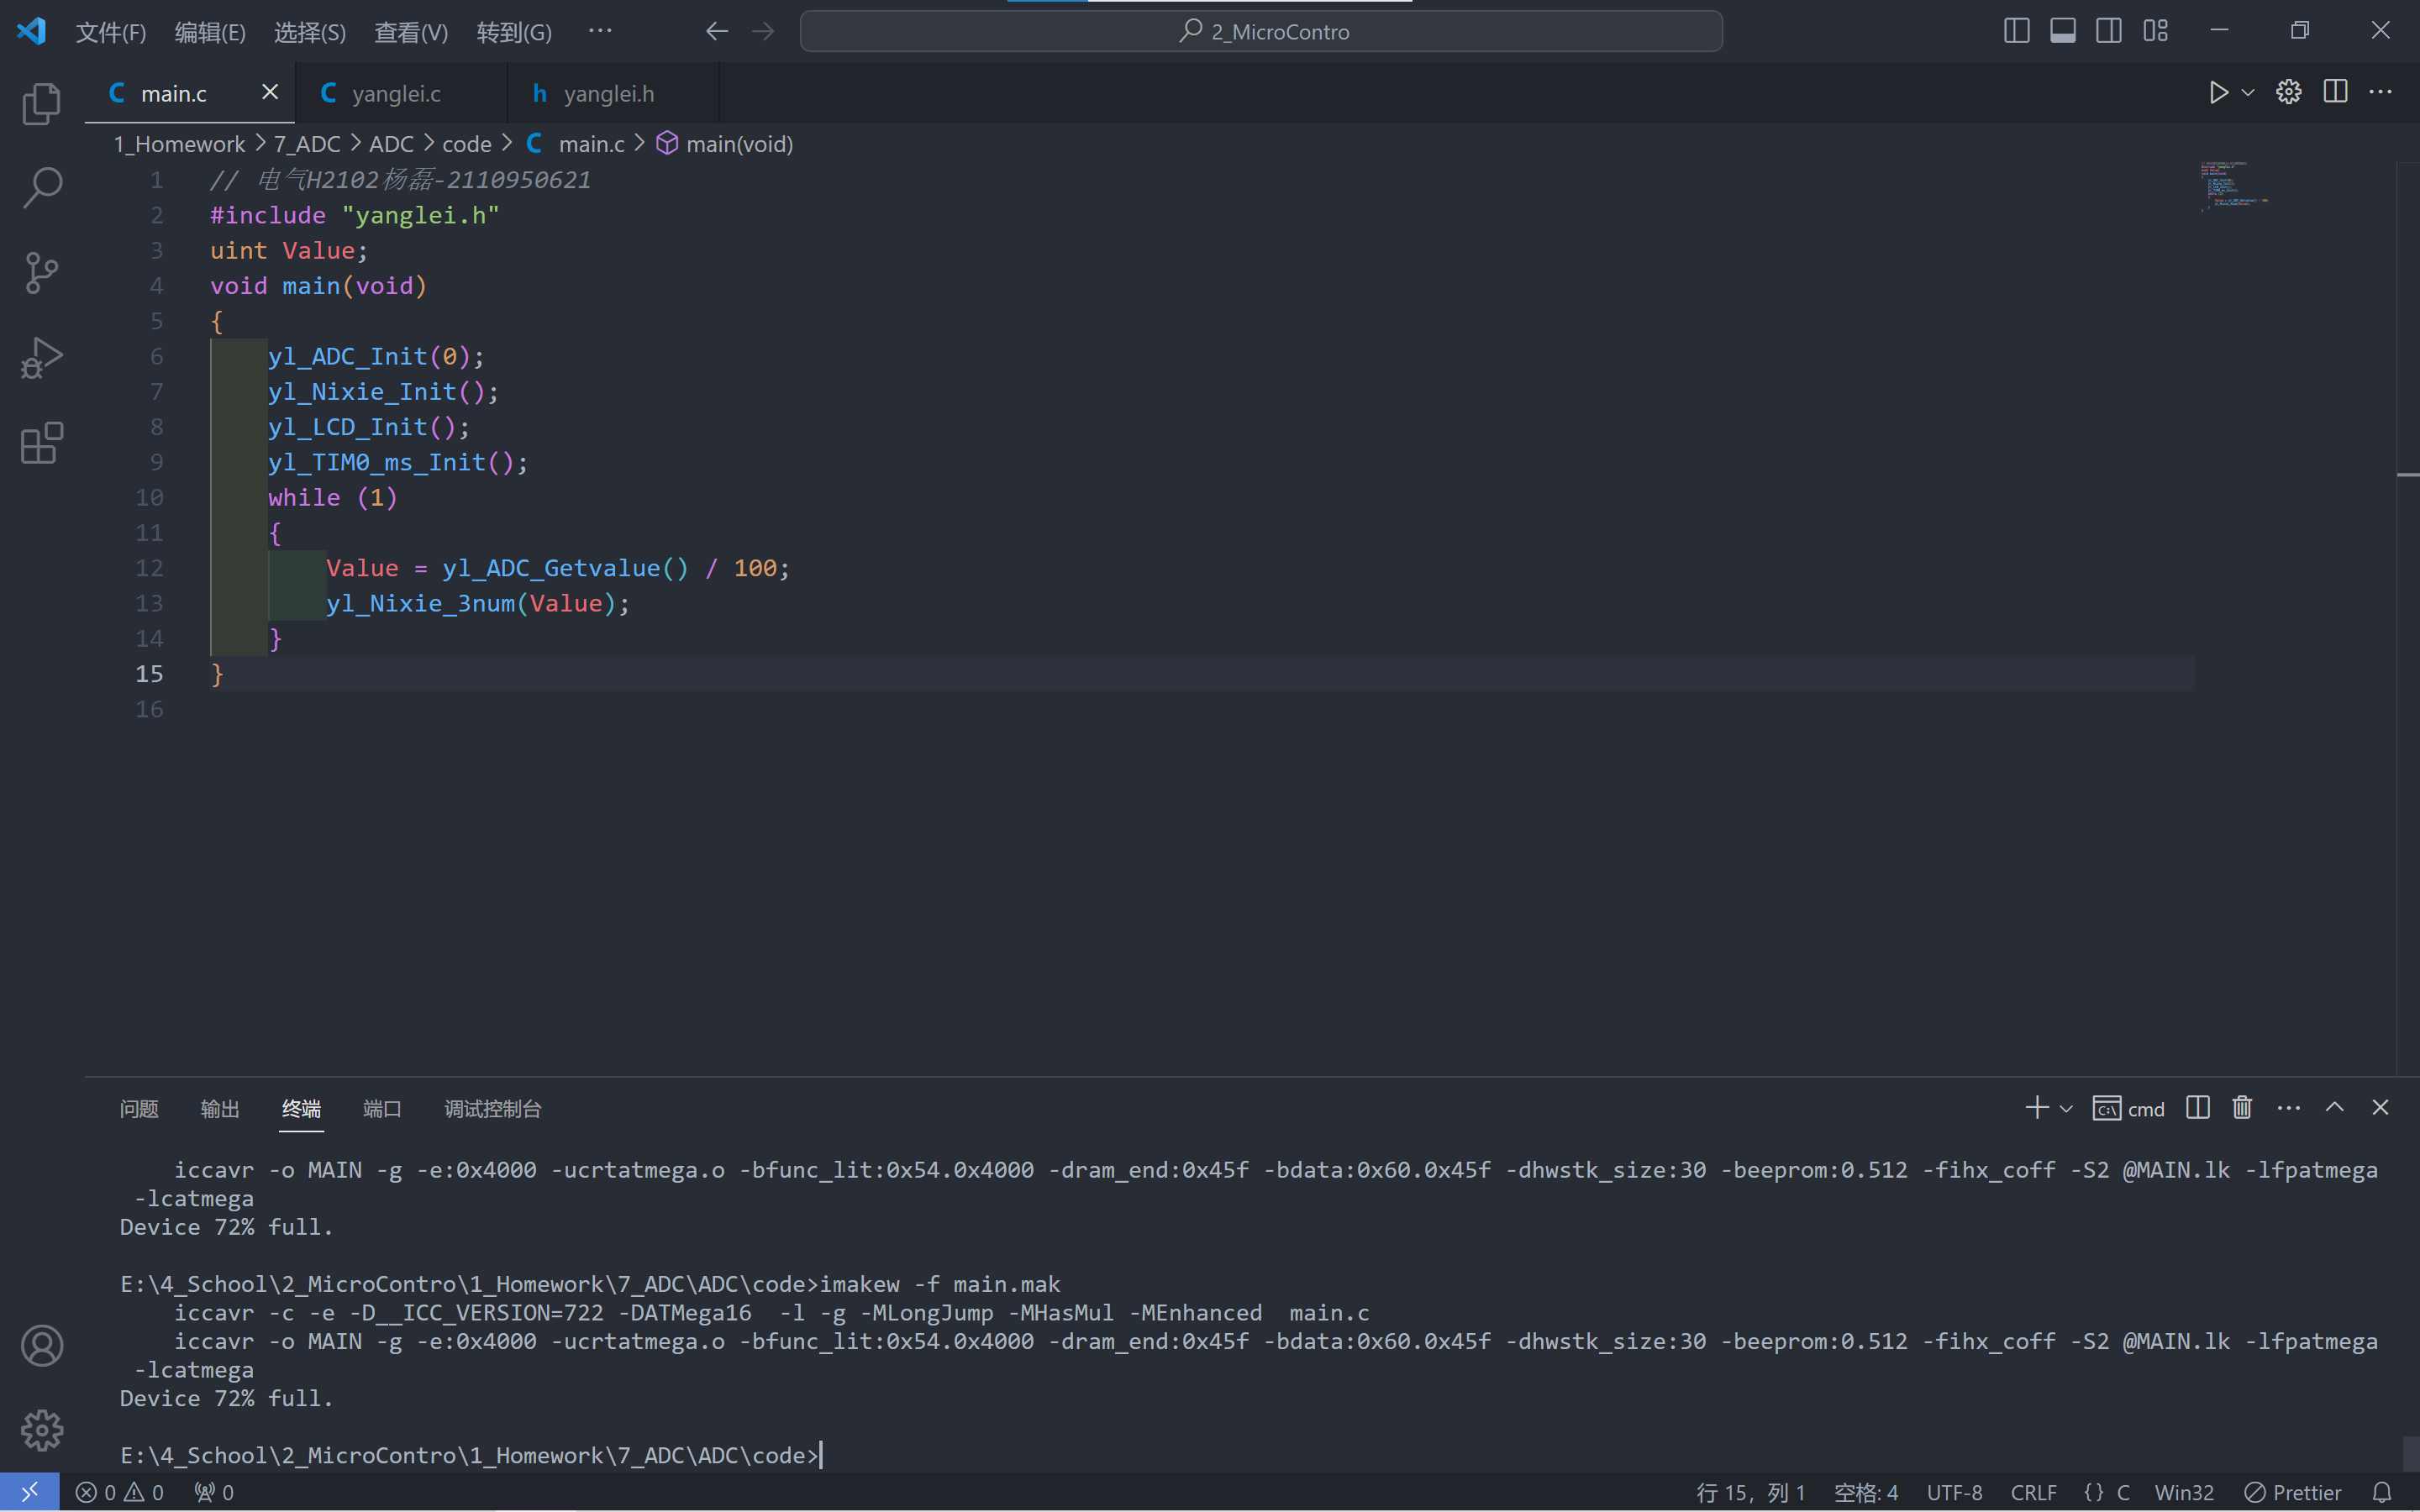 文件(F) 编辑(E) 选择(S) 查看(V) 转到(G) ··· 2_MicroContro
main.c yanglei.c yanglei.h
1_Homework > 7_ADC > ADC > code > main.c > main(void)
1 // 电气H2102杨磊-2110950621
2 #include "yanglei.h"
3 uint Value;
4 void main(void)
5 {
6 yl_ADC_Init(0);
7 yl_Nixie_Init();
8 yl_LCD_Init();
9 yl_TIM0_ms_Init();
10 while (1)
11 {
12 Value = yl_ADC_Getvalue() / 100;
13 yl_Nixie_3num(Value);
14 }
15 }
16
问题 输出 终端 端口 调试控制台 cmd
iccavr -o MAIN -g -e:0x4000 -ucrtatmega.o -bfunc_lit:0x54.0x4000 -dram_end:0x45f -bdata:0x60.0x45f -dhwstk_size:30 -beeprom:0.512 -fihx_coff -S2 @MAIN.lk -lfpatmega
-lcatmega
Device 72% full.
E:\4_School\2_MicroContro\1_Homework\7_ADC\ADC\code>imakew -f main.mak
iccavr -c -e -D__ICC_VERSION=722 -DATMega16  -l -g -MLongJump -MHasMul -MEnhanced  main.c
iccavr -o MAIN -g -e:0x4000 -ucrtatmega.o -bfunc_lit:0x54.0x4000 -dram_end:0x45f -bdata:0x60.0x45f -dhwstk_size:30 -beeprom:0.512 -fihx_coff -S2 @MAIN.lk -lfpatmega
-lcatmega
Device 72% full.
E:\4_School\2_MicroContro\1_Homework\7_ADC\ADC\code>
0 0 0 行 15，列 1 空格: 4 UTF-8 CRLF {} C Win32 Prettier